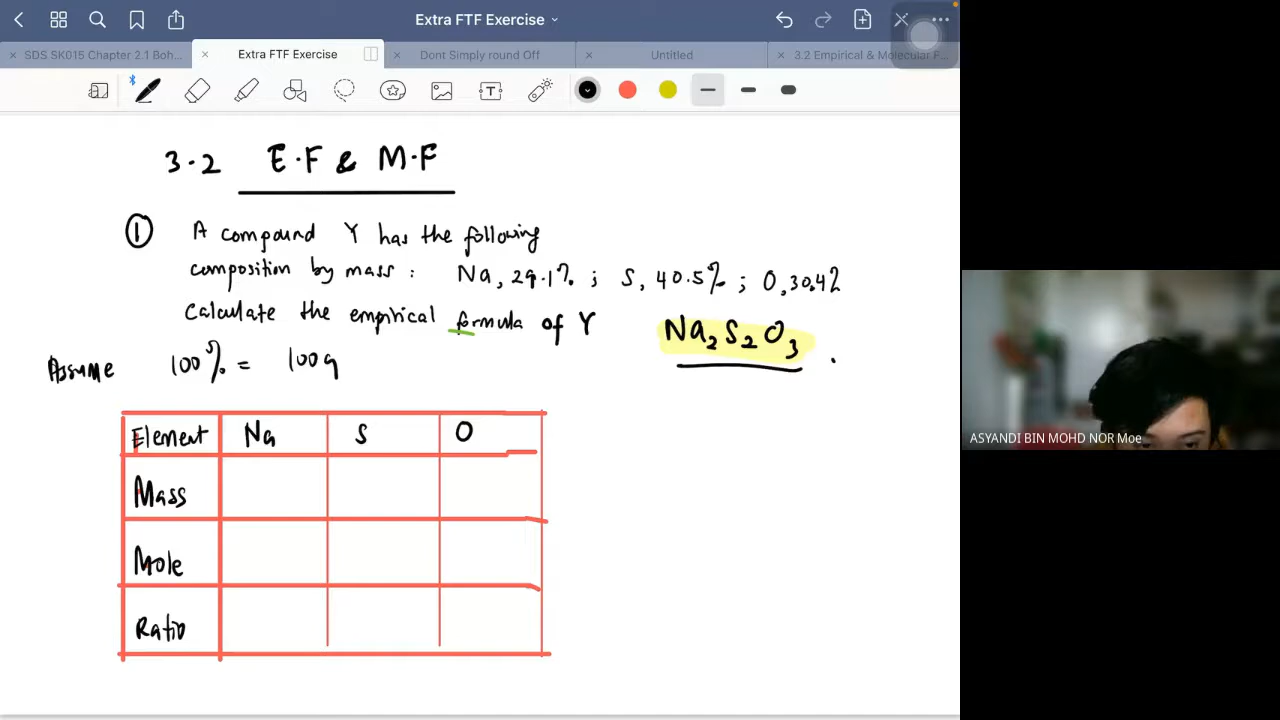 Extra FTF Exercise
SDS SK015 Chapter 2.1 Boh...
Extra FTF Exercise
Dont Simply round Off
Untitled
3.2 Empirical & Molecular F...
3.2 E.F & M.F
① A compound Y has the following
composition by mass : Na, 29.1% ; S, 40.5% ; O, 30.4%
Calculate the empirical formula of Y
Na₂S₂O₃
Assume 100% = 100g
Element Na S O
Mass
Mole
Ratio
ASYANDI BIN MOHD NOR Moe